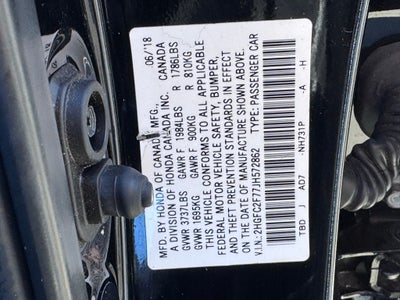 MFD. BY HONDA OF CANADA MFG., 06/'18
A DIVISION OF HONDA CANADA INC. CANADA
GVWR 3737LBS GAWR F 1984LBS R 1786LBS
GVWR 1695KG GAWR F 900KG R 810KG
THIS VEHICLE CONFORMS TO ALL APPLICABLE
FEDERAL MOTOR VEHICLE SAFETY, BUMPER,
AND THEFT PREVENTION STANDARDS IN EFFECT
ON THE DATE OF MANUFACTURE SHOWN ABOVE.
V.I.N.: 2HGFC2F77JH572862 TYPE: PASSENGER CAR
TBD J AD7 -NH731P -A -H